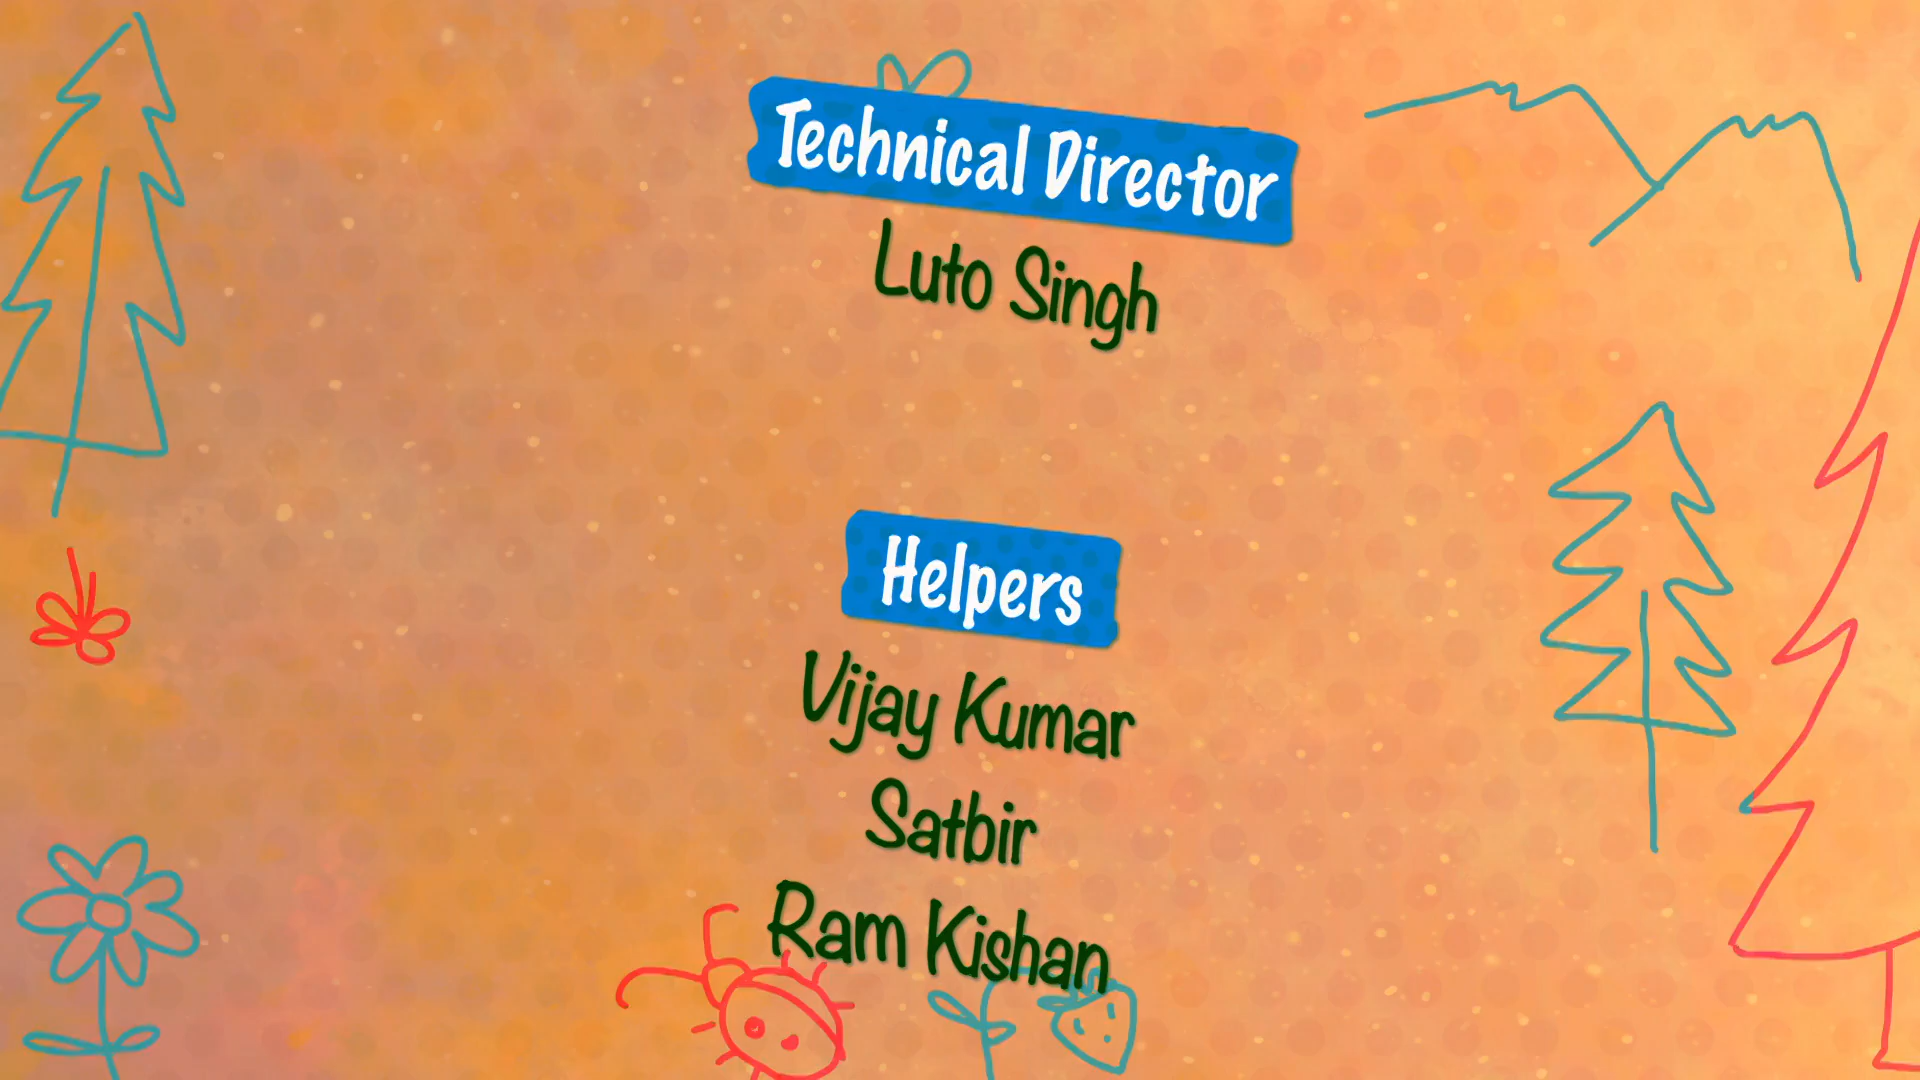 Technical Director
Luto Singh
Helpers
Vijay Kumar
Satbir
Ram Kishan